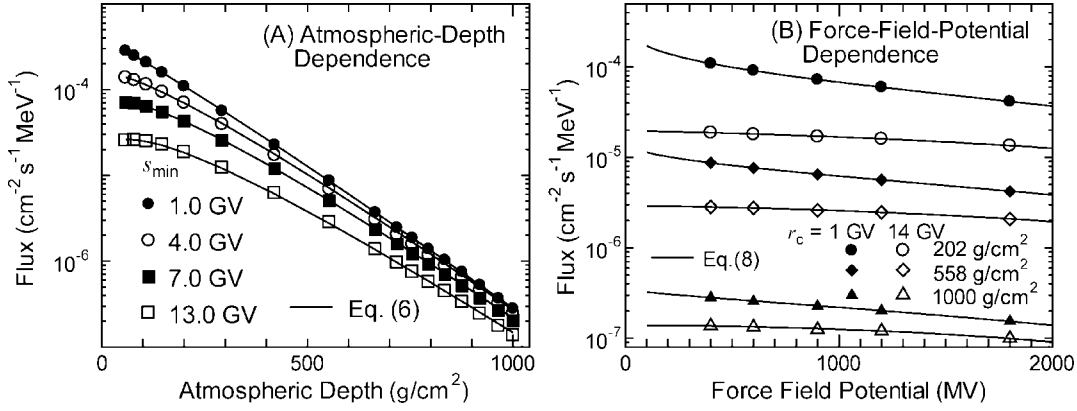 (A) Atmospheric-Depth
Dependence
Flux (cm⁻² s⁻¹ MeV⁻¹)
10⁻⁴
10⁻⁶
s_min
1.0 GV
4.0 GV
7.0 GV
13.0 GV
Eq. (6)
0 500 1000
Atmospheric Depth (g/cm²)
(B) Force-Field-Potential
Dependence
Flux (cm⁻² s⁻¹ MeV⁻¹)
10⁻⁴
10⁻⁵
10⁻⁶
10⁻⁷
r_c = 1 GV 14 GV
202 g/cm²
Eq.(8)
558 g/cm²
1000 g/cm²
0 1000 2000
Force Field Potential (MV)